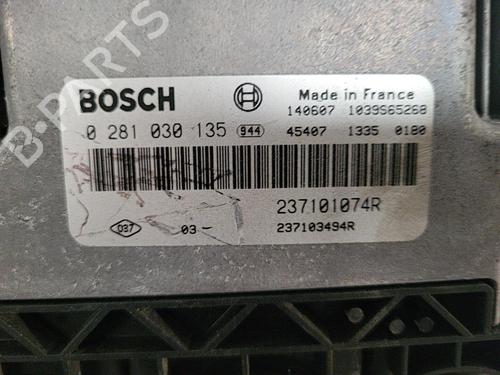 B-PARTS
BOSCH
Made in France
140607 1039S65268
0 281 030 135 944 45407 1335 0180
237101074R
D37 03- 237103494R